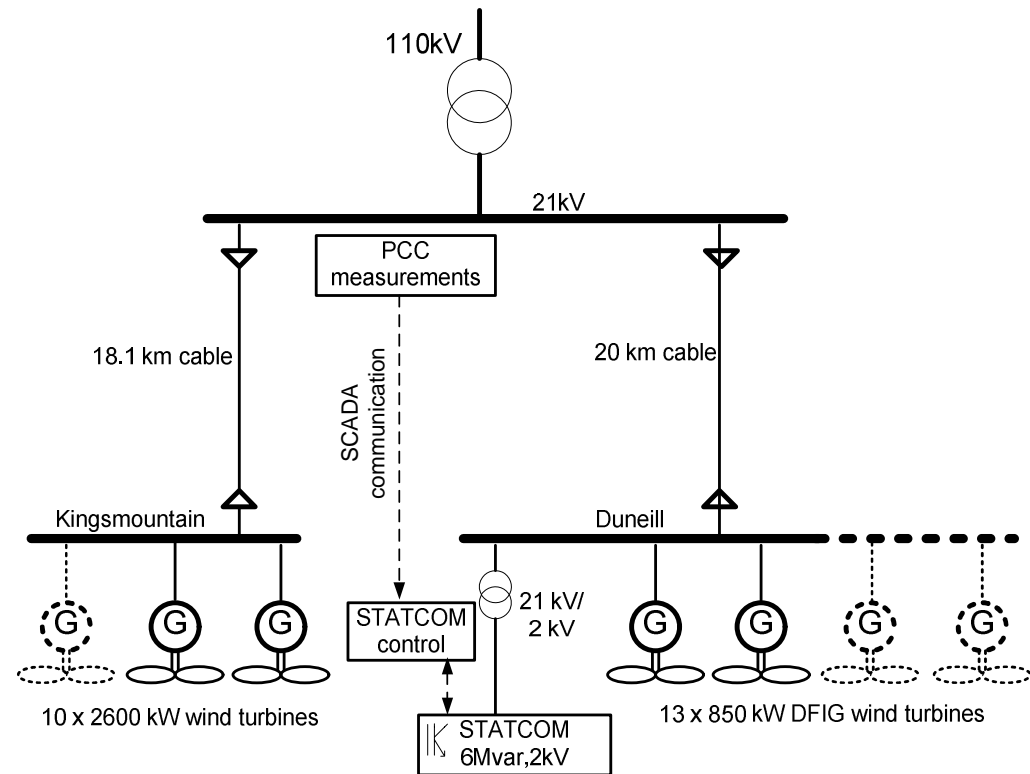 110kV
21kV
PCC
measurements
18.1 km cable
20 km cable
SCADA
communication
Kingsmountain
Duneill
G
G
G
STATCOM
control
21 kV/
2 kV
G
G
G
G
10 x 2600 kW wind turbines
STATCOM
6Mvar,2kV
13 x 850 kW DFIG wind turbines